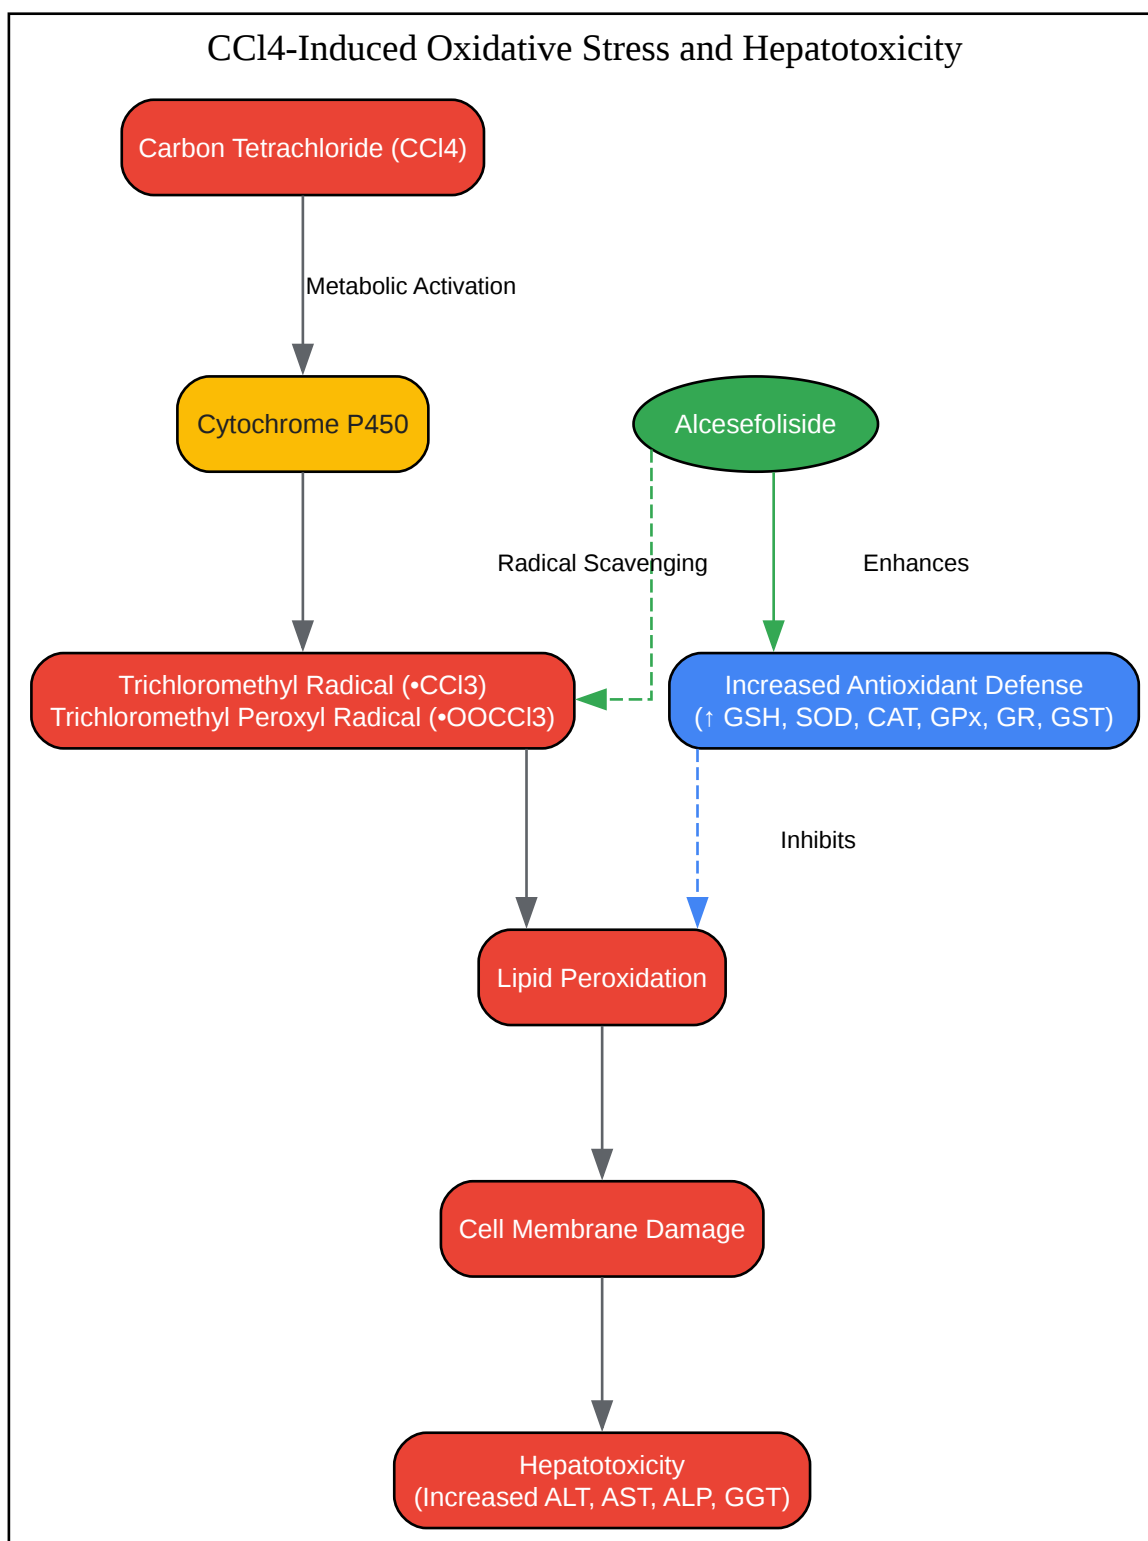 CCl4-Induced Oxidative Stress and Hepatotoxicity
Carbon Tetrachloride (CCl4)
Metabolic Activation
Cytochrome P450
Alcesefoliside
Radical Scavenging
Enhances
Trichloromethyl Radical (•CCl3)
Trichloromethyl Peroxyl Radical (•OOCCl3)
Increased Antioxidant Defense
(↑ GSH, SOD, CAT, GPx, GR, GST)
Inhibits
Lipid Peroxidation
Cell Membrane Damage
Hepatotoxicity
(Increased ALT, AST, ALP, GGT)